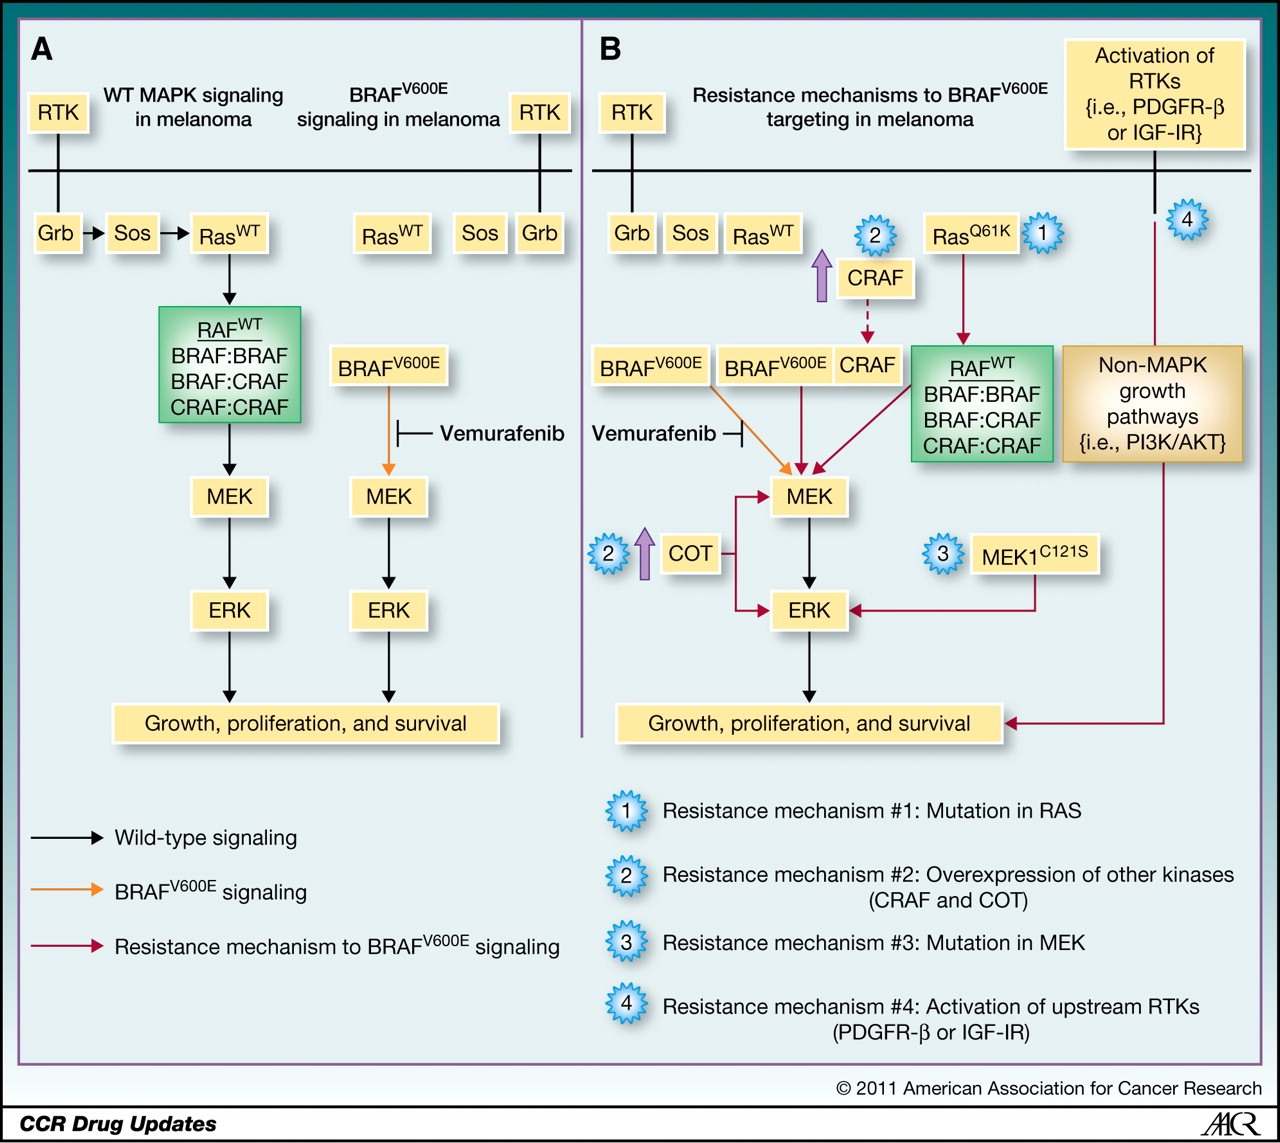 A
WT MAPK signaling
in melanoma
BRAFV600E
signaling in melanoma
RTK
RTK
Grb
Sos
RasWT
RasWT
Sos
Grb
RAFWT
BRAF:BRAF
BRAF:CRAF
CRAF:CRAF
BRAFV600E
Vemurafenib
MEK
MEK
ERK
ERK
Growth, proliferation, and survival
Wild-type signaling
BRAFV600E signaling
Resistance mechanism to BRAFV600E signaling
B
Resistance mechanisms to BRAFV600E
targeting in melanoma
RTK
Activation of
RTKs
{i.e., PDGFR-β
or IGF-IR}
4
Grb
Sos
RasWT
2
CRAF
RasQ61K
1
BRAFV600E
BRAFV600E
CRAF
RAFWT
BRAF:BRAF
BRAF:CRAF
CRAF:CRAF
Non-MAPK
growth
pathways
{i.e., PI3K/AKT}
Vemurafenib
MEK
2
COT
3
MEK1C121S
ERK
Growth, proliferation, and survival
1
Resistance mechanism #1: Mutation in RAS
2
Resistance mechanism #2: Overexpression of other kinases
(CRAF and COT)
3
Resistance mechanism #3: Mutation in MEK
4
Resistance mechanism #4: Activation of upstream RTKs
(PDGFR-β or IGF-IR)
© 2011 American Association for Cancer Research
CCR Drug Updates
AACR